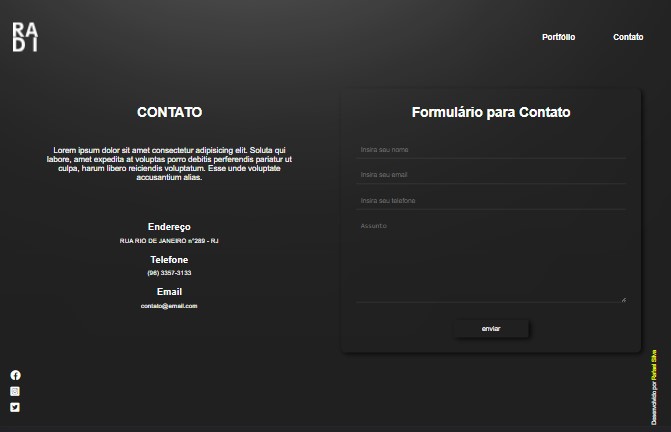 RA
DI
Portfólio
Contato
CONTATO
Lorem ipsum dolor sit amet consectetur adipisicing elit. Soluta qui
labore, amet expedita at voluptas porro debitis perferendis pariatur ut
culpa, harum libero reiciendis voluptatum. Esse unde voluptate
accusantium alias.
Endereço
RUA RIO DE JANEIRO n°289 - RJ
Telefone
(96) 3357-3133
Email
contato@email.com
Formulário para Contato
Insira seu nome
Insira seu email
Insira seu telefone
Assunto
enviar
Desenvolvido por Rafael Silva